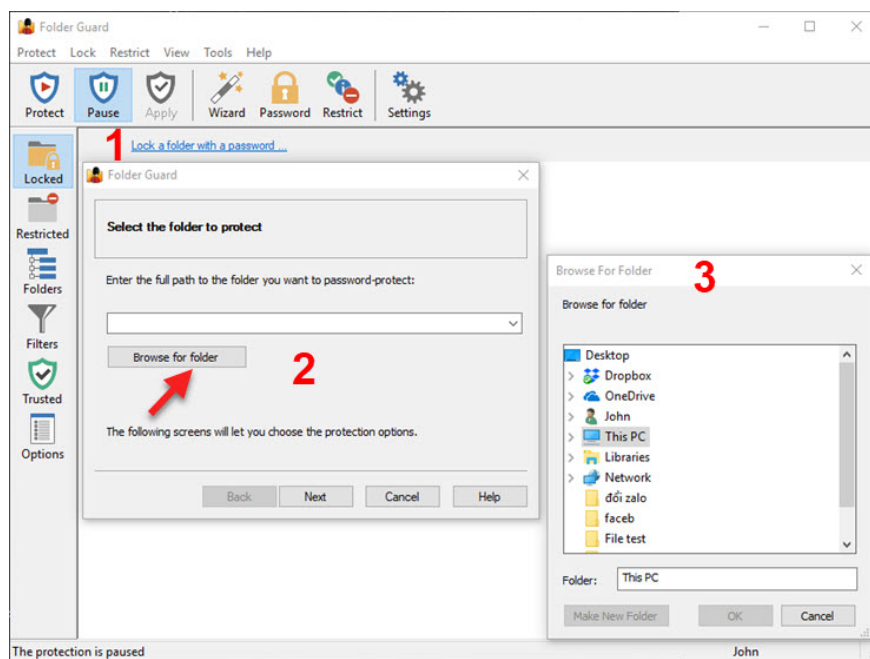 Folder Guard
Protect Lock Restrict View Tools Help
Protect Pause Apply Wizard Password Restrict Settings
1 Lock a folder with a password ...
Locked
Restricted
Folders
Filters
Trusted
Options
Folder Guard
Select the folder to protect
Enter the full path to the folder you want to password-protect:
Browse for folder
2
The following screens will let you choose the protection options.
Back Next Cancel Help
Browse For Folder
3
Browse for folder
Desktop
Dropbox
OneDrive
John
This PC
Libraries
Network
đổi zalo
faceb
File test
Folder: This PC
Make New Folder OK Cancel
The protection is paused John